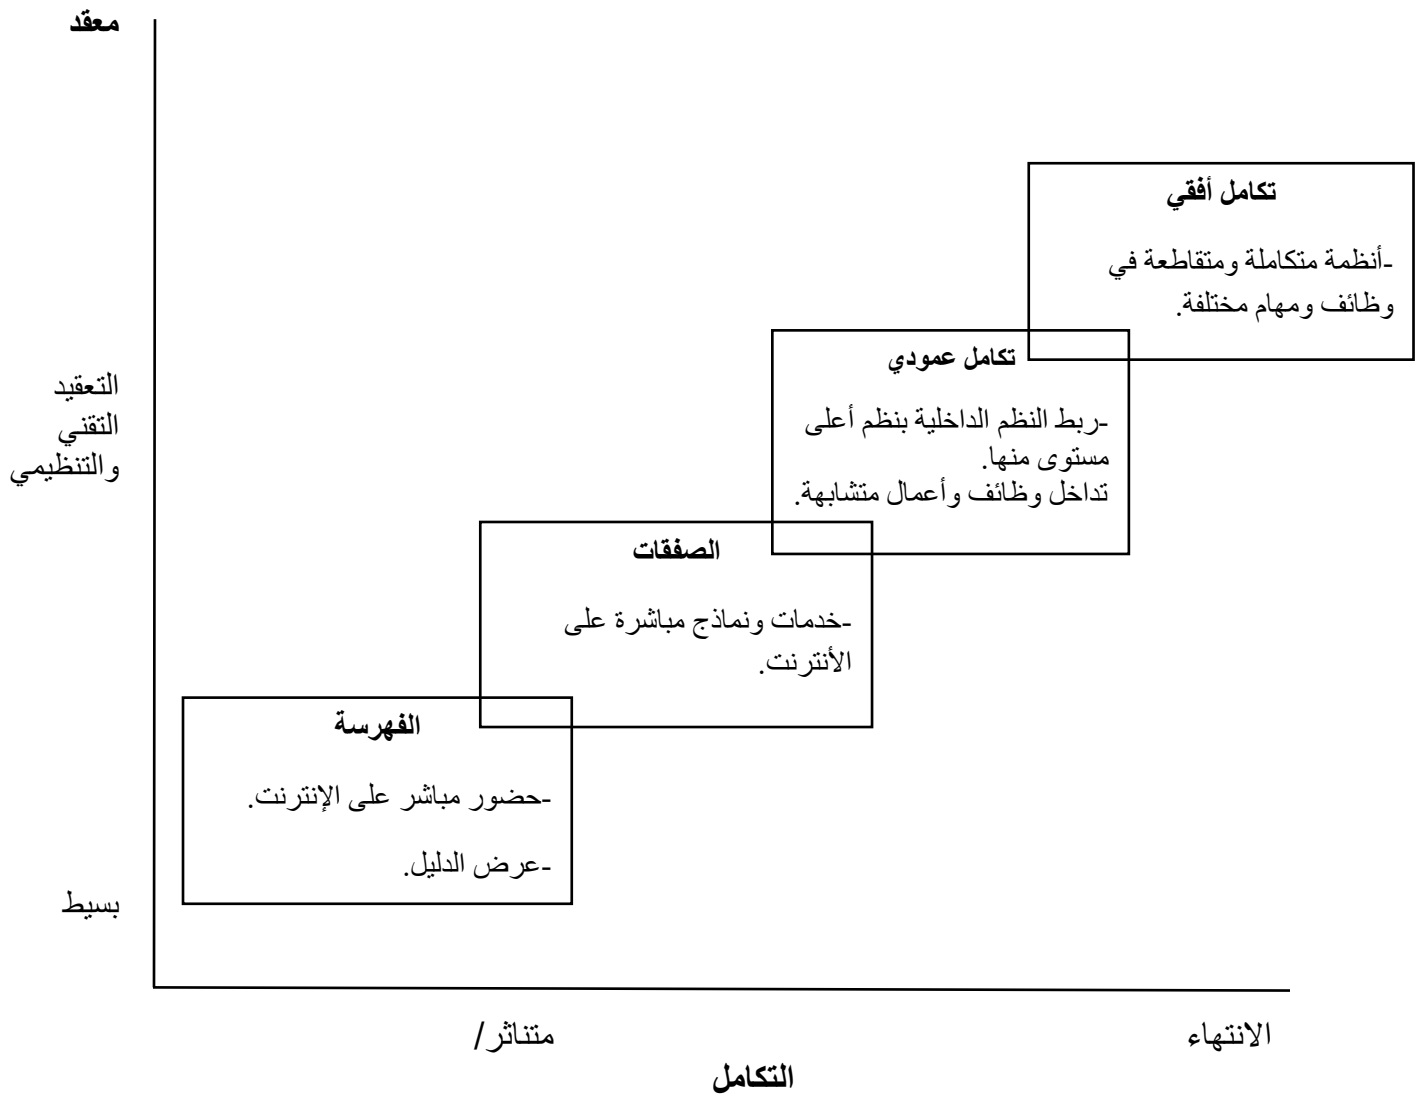 معقد
تكامل أفقي
-أنظمة متكاملة ومتقاطعة في
وظائف ومهام مختلفة.
تكامل عمودي
-ربط النظم الداخلية بنظم أعلى
مستوى منها.
تداخل وظائف وأعمال متشابهة.
التعقيد
التقني
والتنظيمي
الصفقات
-خدمات ونماذج مباشرة على
الأنترنت.
الفهرسة
-حضور مباشر على الإنترنت.
-عرض الدليل.
بسيط
متناثر/
الانتهاء
التكامل